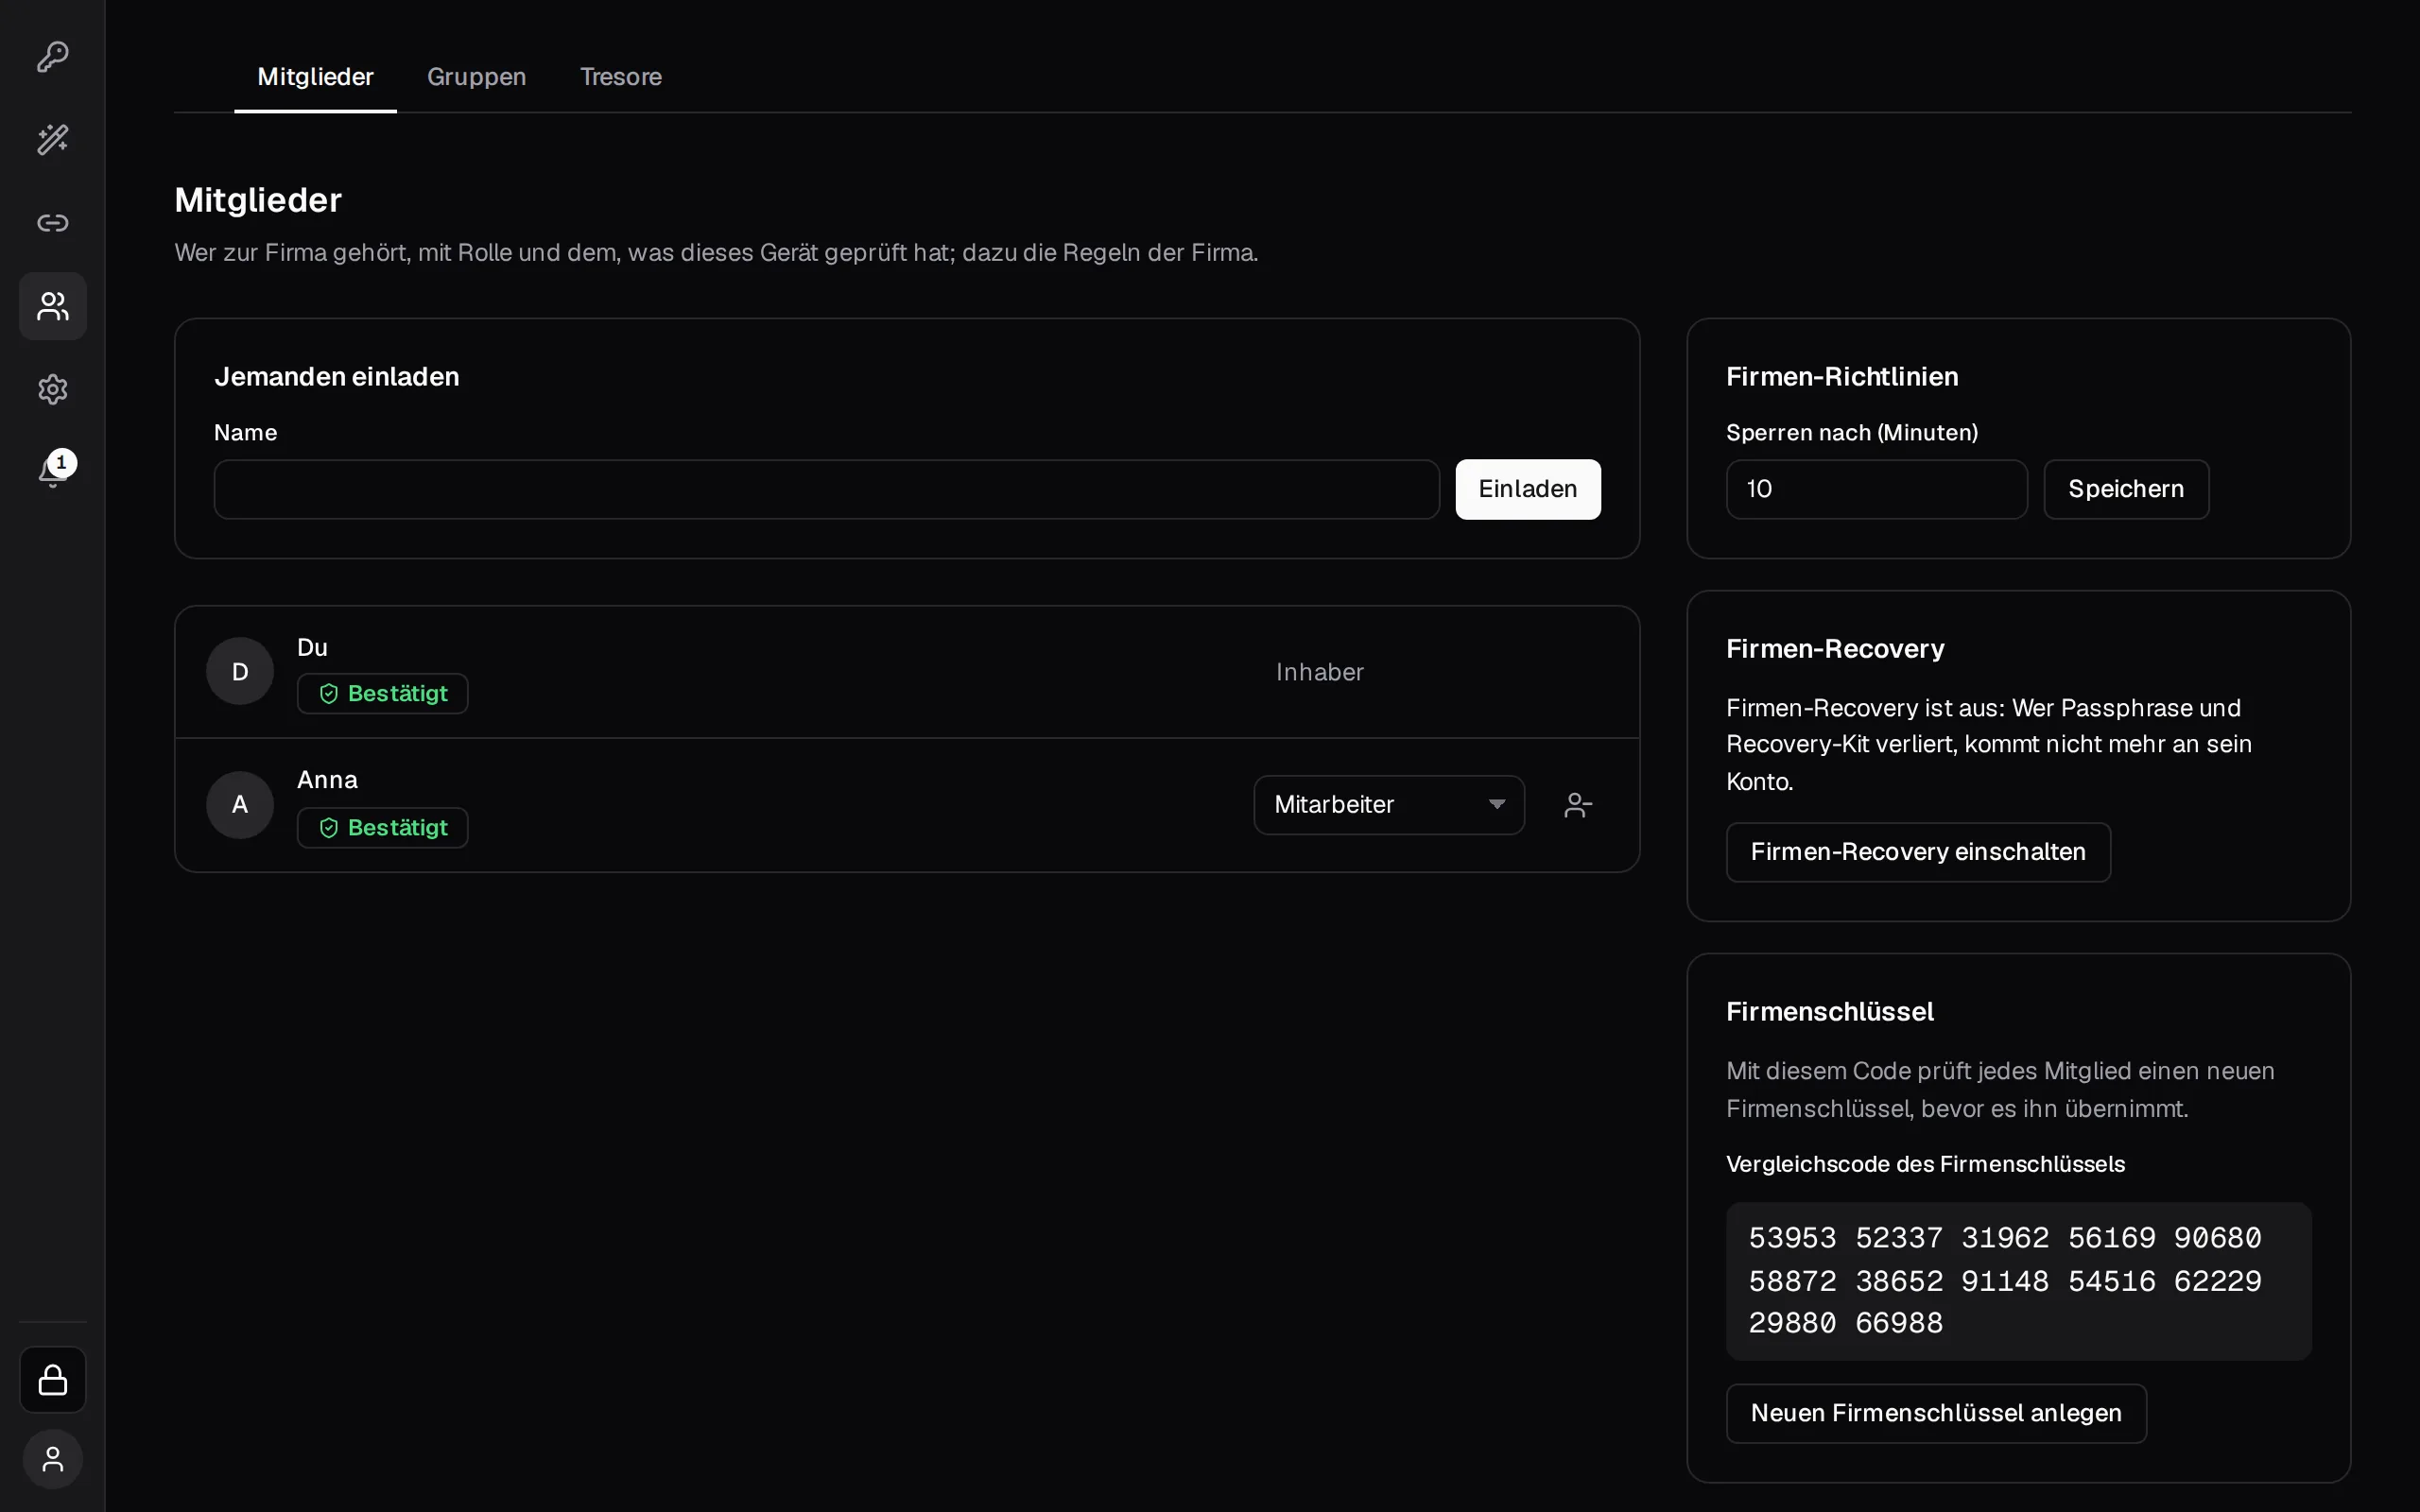 Mitglieder
Gruppen
Tresore
Mitglieder
Wer zur Firma gehört, mit Rolle und dem, was dieses Gerät geprüft hat; dazu die Regeln der Firma.
1
Jemanden einladen
Name
Einladen
D
Du
Bestätigt
Inhaber
A
Anna
Bestätigt
Mitarbeiter
Firmen-Richtlinien
Sperren nach (Minuten)
10
Speichern
Firmen-Recovery
Firmen-Recovery ist aus: Wer Passphrase und
Recovery-Kit verliert, kommt nicht mehr an sein
Konto.
Firmen-Recovery einschalten
Firmenschlüssel
Mit diesem Code prüft jedes Mitglied einen neuen
Firmenschlüssel, bevor es ihn übernimmt.
Vergleichscode des Firmenschlüssels
53953 52337 31962 56169 90680
58872 38652 91148 54516 62229
29880 66988
Neuen Firmenschlüssel anlegen